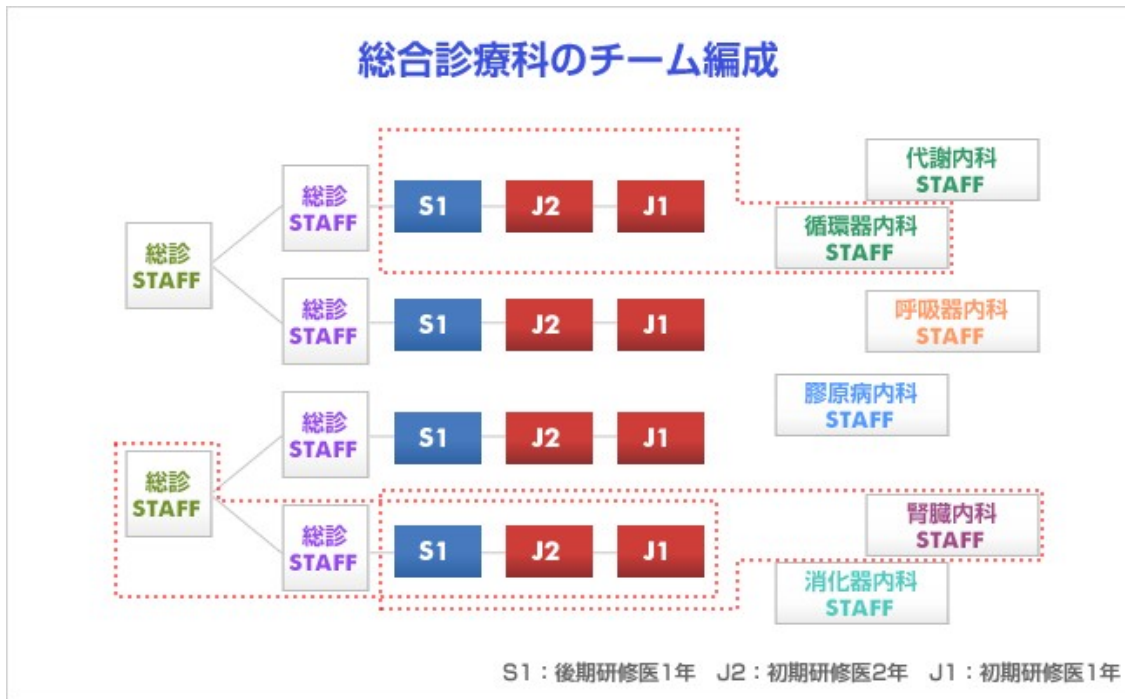 総合診療科のチーム編成
代謝内科
STAFF
総診
STAFF
S1
J2
J1
循環器内科
STAFF
総診
STAFF
総診
STAFF
S1
J2
J1
呼吸器内科
STAFF
膠原病内科
STAFF
総診
STAFF
S1
J2
J1
総診
STAFF
腎臓内科
STAFF
総診
STAFF
S1
J2
J1
消化器内科
STAFF
S1：後期研修医1年 J2：初期研修医2年 J1：初期研修医1年